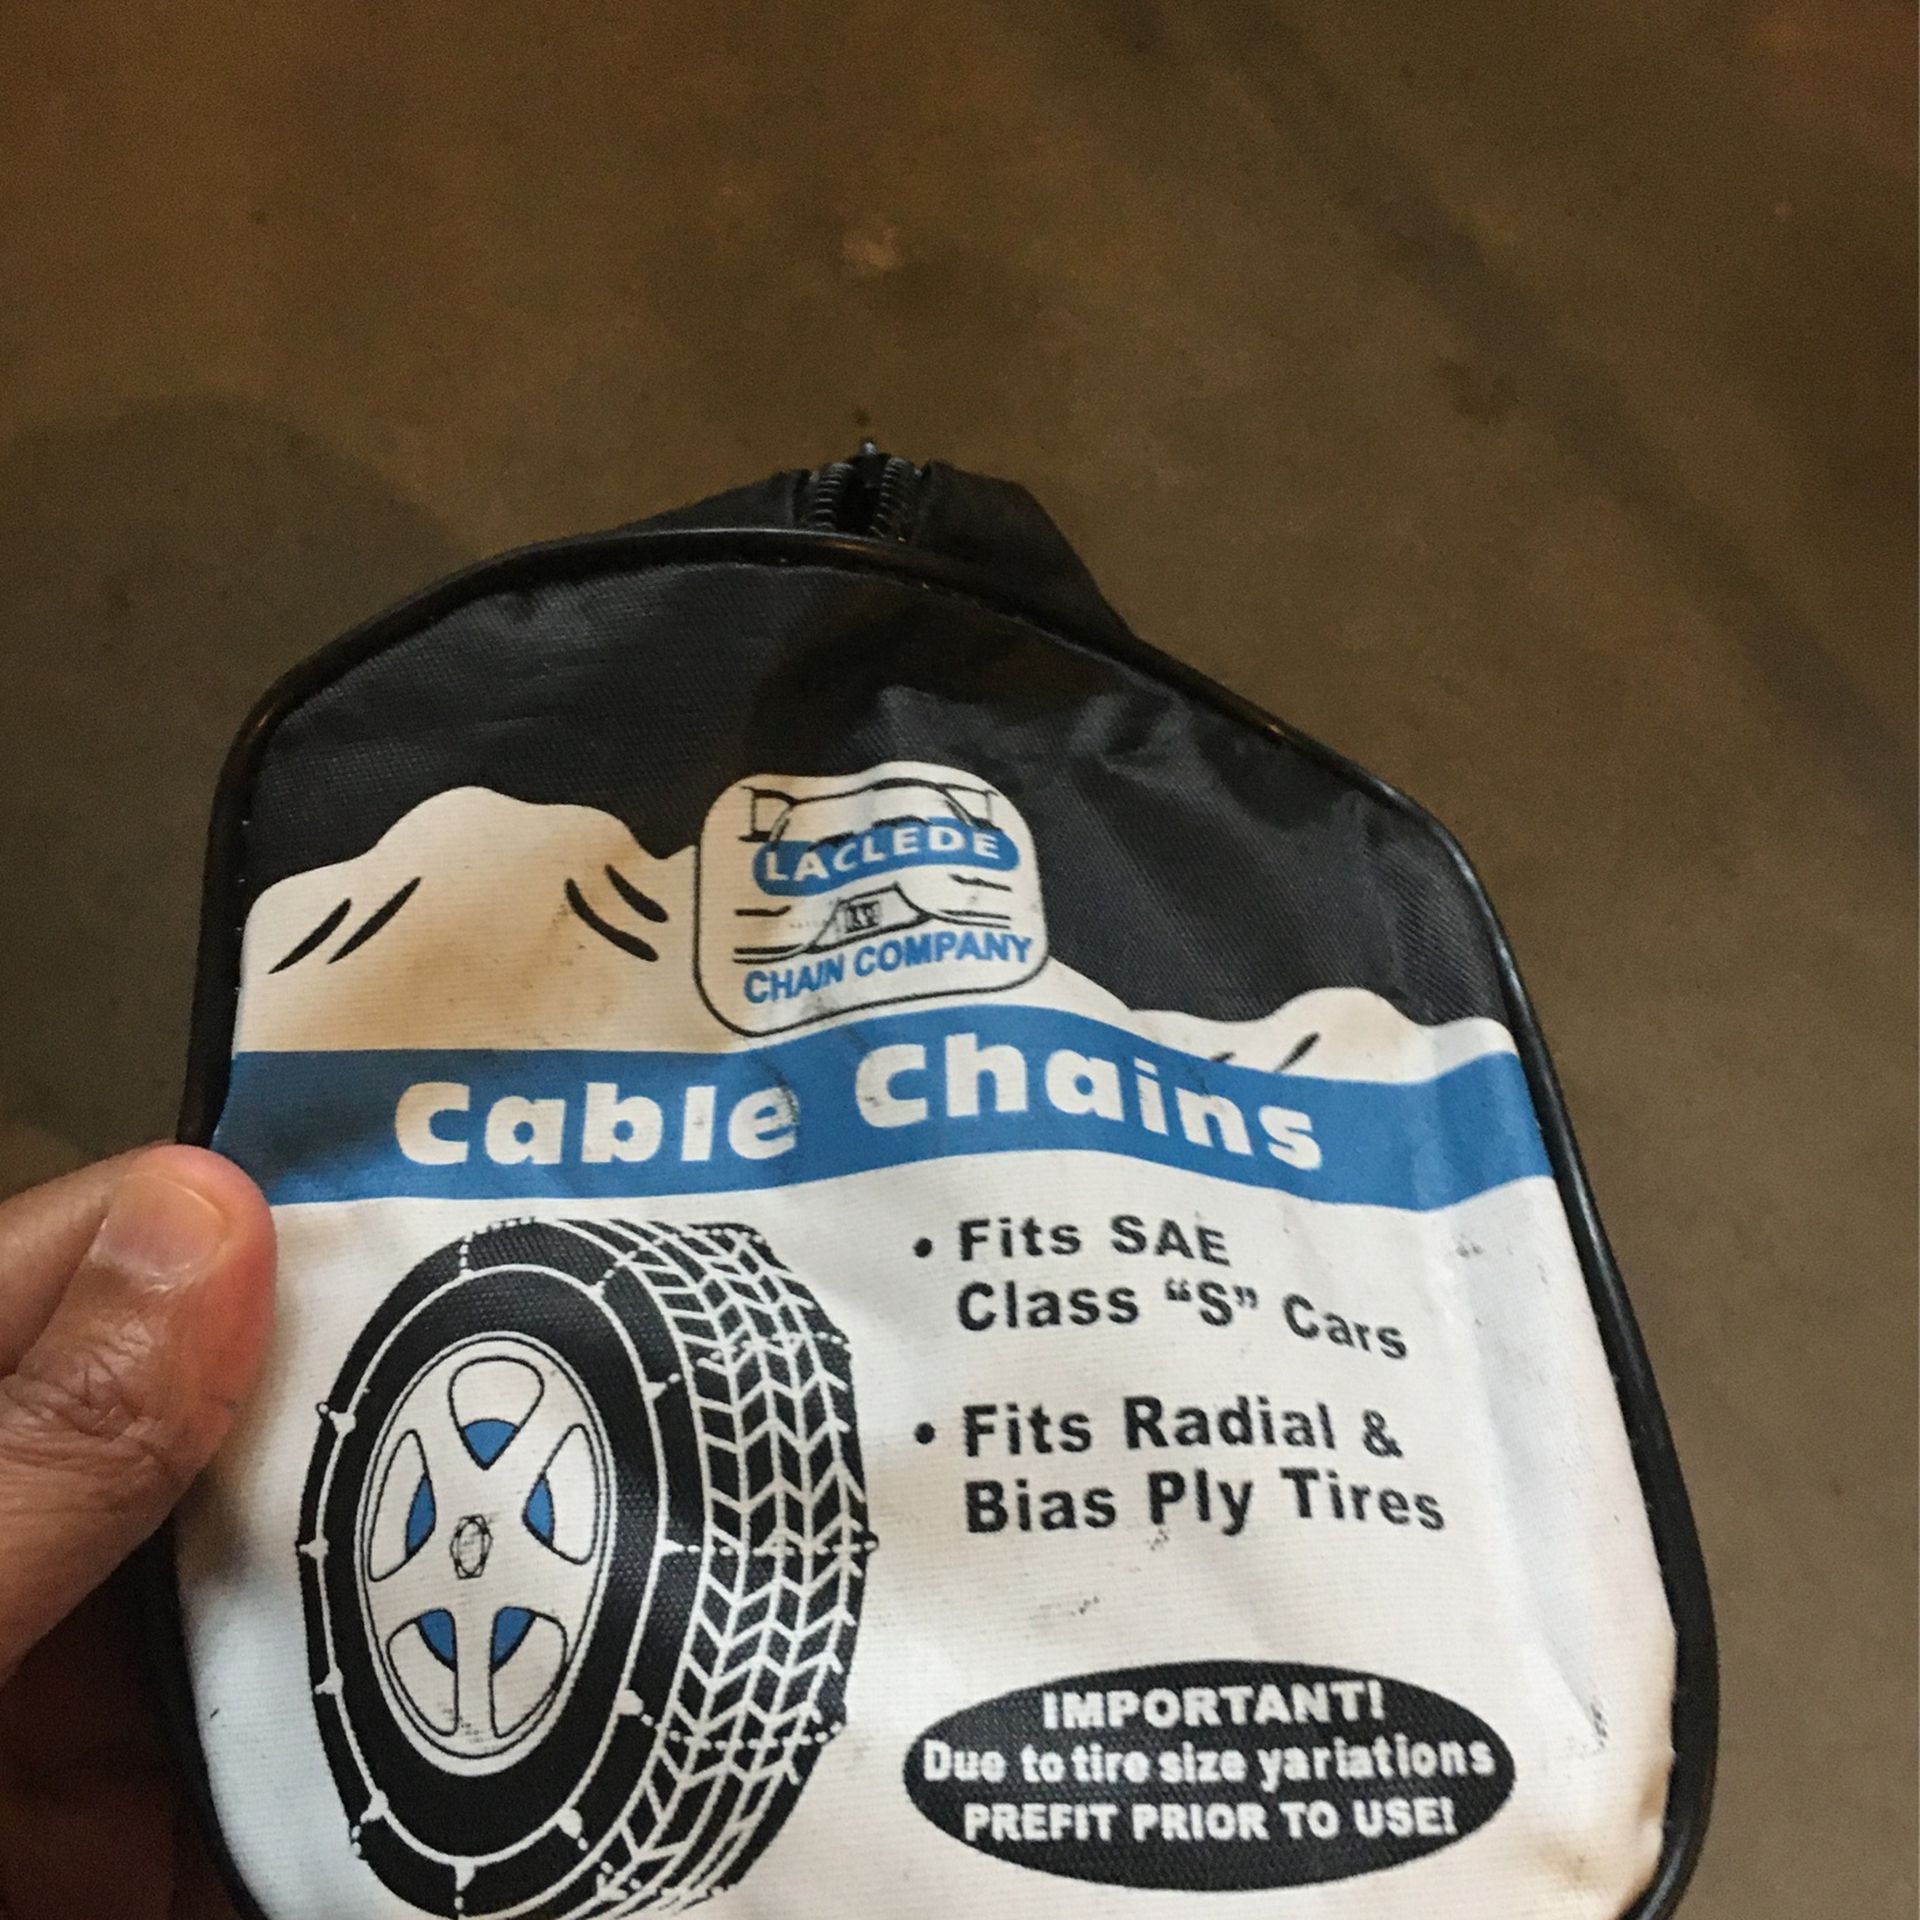 LACLEDE
CHAIN COMPANY
Cable Chains
• Fits SAE
Class “S” Cars
• Fits Radial &
Bias Ply Tires
IMPORTANT!
Due to tire size variations
PREFIT PRIOR TO USE!